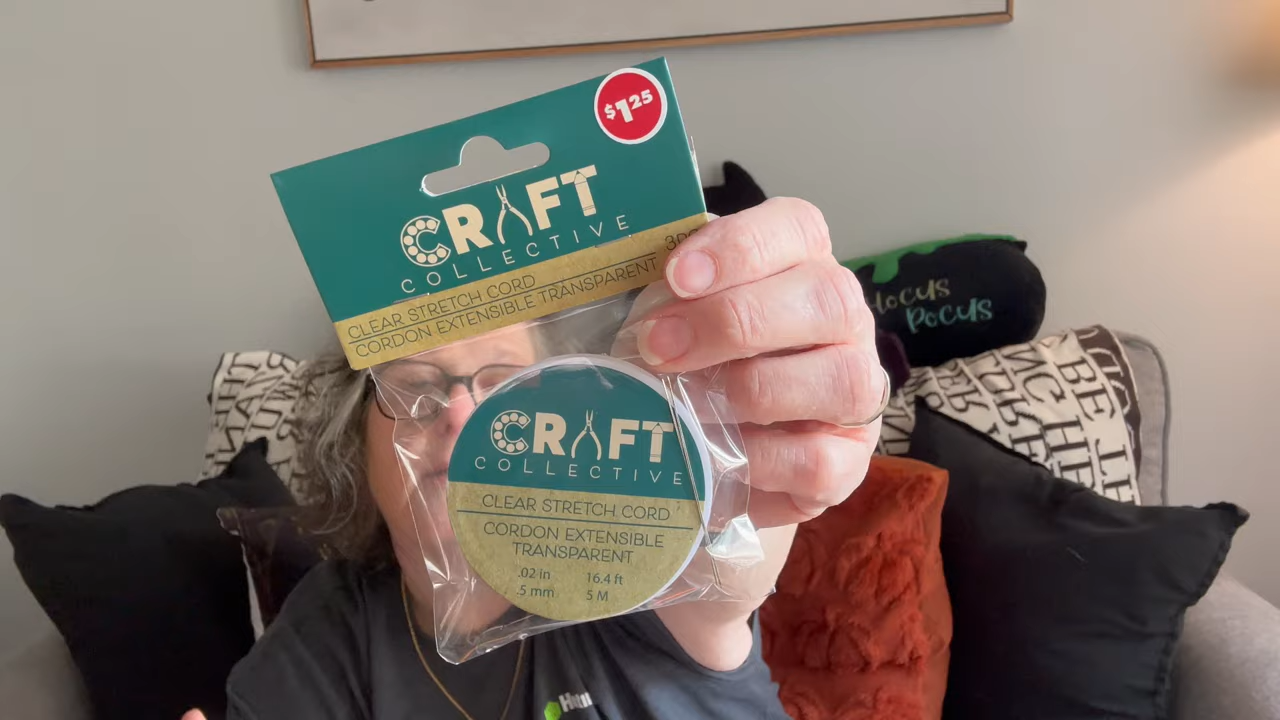 $1.25
CRAFT
COLLECTIVE
CLEAR STRETCH CORD
CORDON EXTENSIBLE TRANSPARENT
CRAFT
COLLECTIVE
CLEAR STRETCH CORD
CORDON EXTENSIBLE
TRANSPARENT
.02 in 16.4 ft
.5 mm 5 M
HOCUS
POCUS